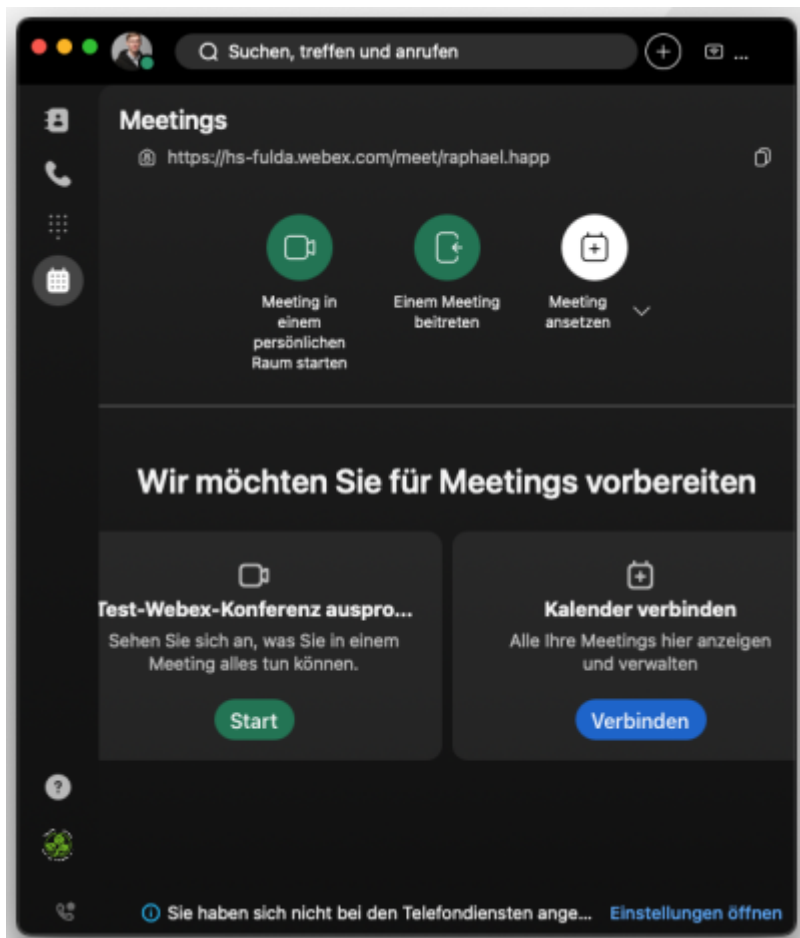 Suchen, treffen und anrufen
...
Meetings
https://hs-fulda.webex.com/meet/raphael.happ
Meeting in
einem
persönlichen
Raum starten
Einem Meeting
beitreten
Meeting
ansetzen
Wir möchten Sie für Meetings vorbereiten
Test-Webex-Konferenz auspro...
Sehen Sie sich an, was Sie in einem
Meeting alles tun können.
Start
Kalender verbinden
Alle Ihre Meetings hier anzeigen
und verwalten
Verbinden
Sie haben sich nicht bei den Telefondiensten ange... Einstellungen öffnen